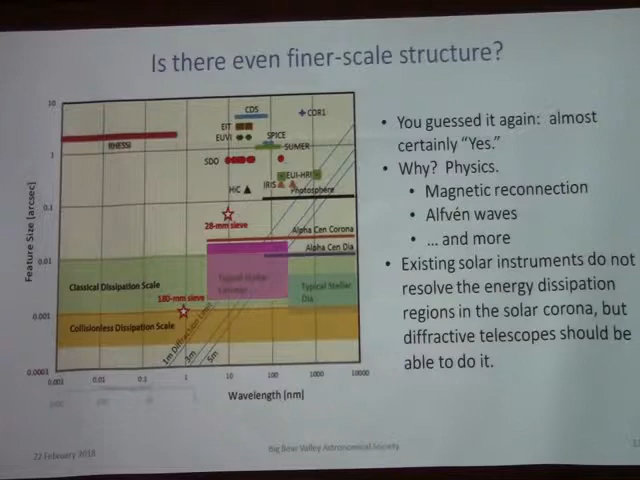 Is there even finer-scale structure?
10
1
0.1
0.01
0.001
0.0001
Feature Size [arcsec]
CDS
COR1
EIT
EUVI
SPICE
SUMER
RHESSI
SDO
EUI-HRI
HIC
IRIS
Photosphere
28-mm sieve
Alpha Cen Corona
Alpha Cen Dia
Classical Dissipation Scale
Typical Stellar
Typical Stellar
Dia
180-mm sieve
Collisionless Dissipation Scale
1m Diffraction Limit
3m
5m
0.001
0.01
0.1
1
10
100
1000
10000
Wavelength [nm]
• You guessed it again: almost
certainly "Yes."
• Why? Physics.
• Magnetic reconnection
• Alfvén waves
• ... and more
• Existing solar instruments do not
resolve the energy dissipation
regions in the solar corona, but
diffractive telescopes should be
able to do it.
22 February 2018
Big Bear Valley Astronomical Society